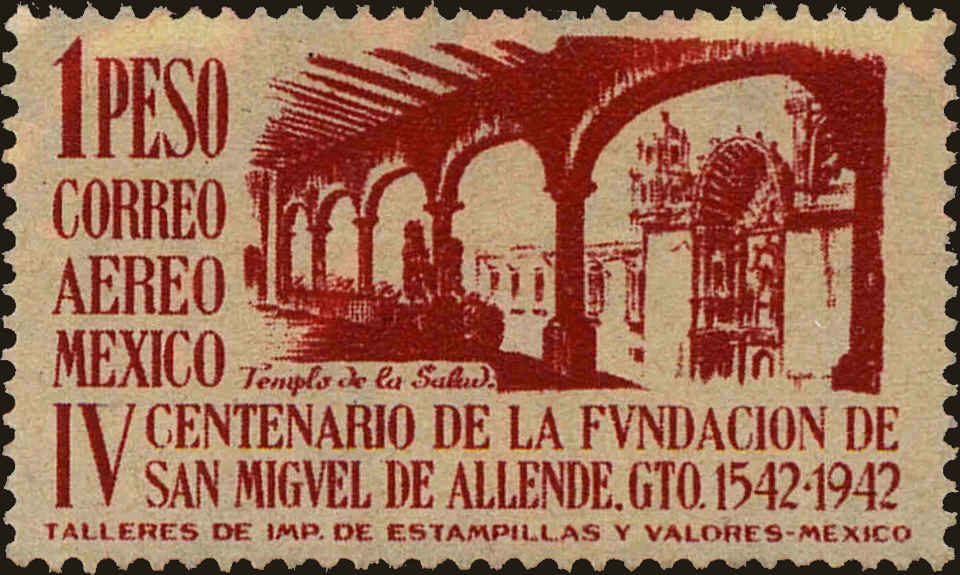 1 PESO
CORREO
AEREO
MEXICO
Templo de la Salud.
IV CENTENARIO DE LA FVNDACION DE
SAN MIGVEL DE ALLENDE, GTO. 1542·1942
TALLERES DE IMP. DE ESTAMPILLAS Y VALORES-MEXICO